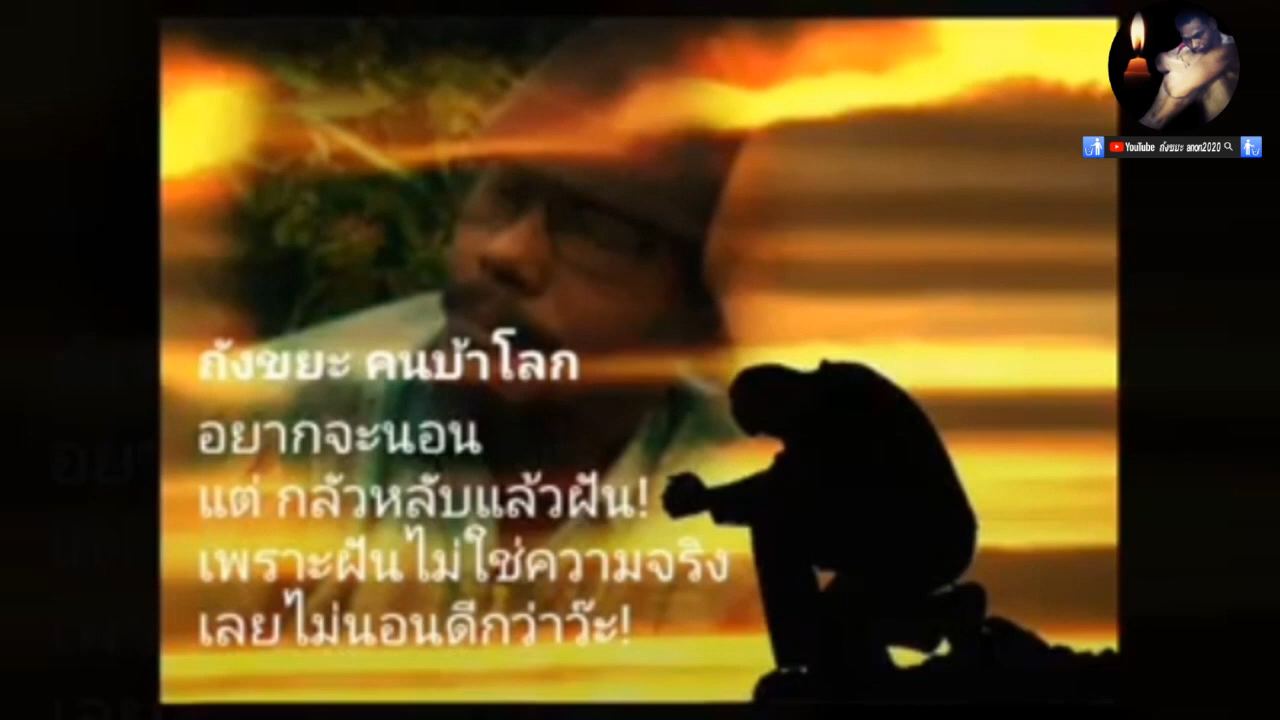 YouTube ถังขยะ anon2020
ถังขยะ คนบ้าโลก
อยากจะนอน
แต่ กลัวหลับแล้วฝัน!
เพราะฝันไม่ใช่ความจริง
เลยไม่นอนดีกว่าว๊ะ!